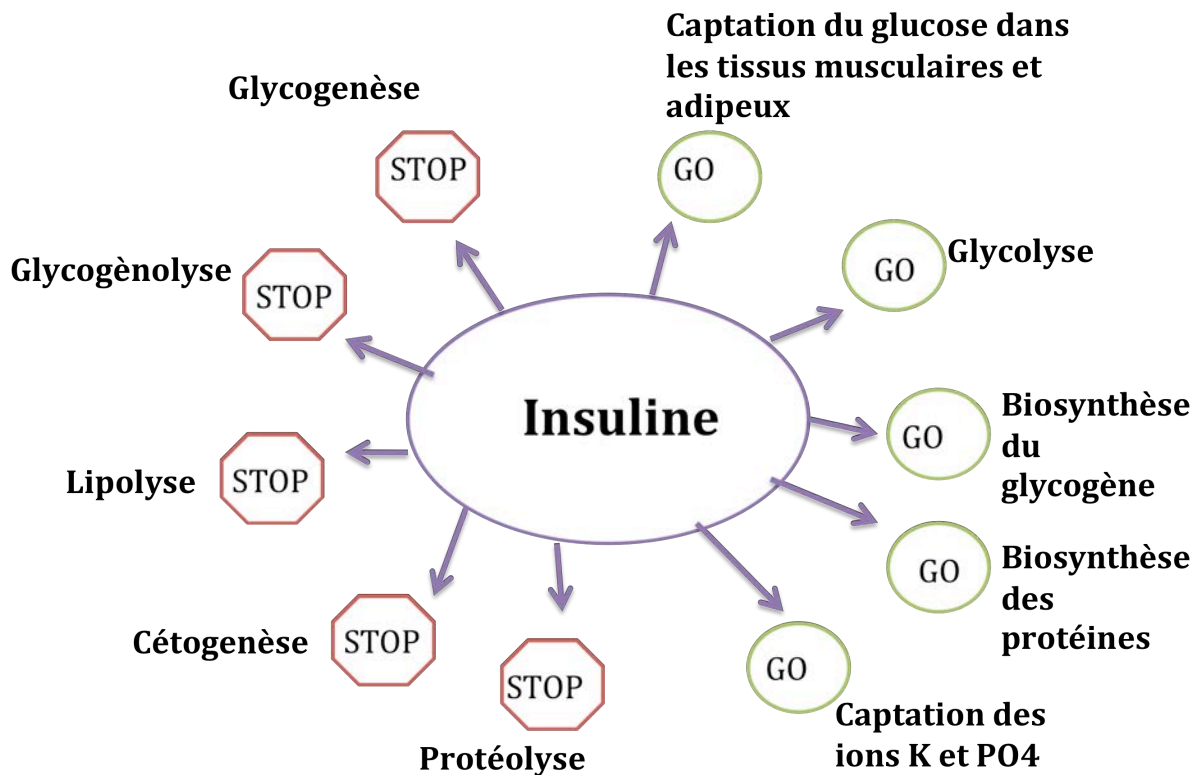 Captation du glucose dans
les tissus musculaires et
adipeux
Glycogenèse
STOP
GO
Glycogènolyse
STOP
GO
Glycolyse
Insuline
Biosynthèse
du
glycogène
GO
Lipolyse
STOP
GO
Biosynthèse
des
protéines
Cétogenèse
STOP
STOP
GO
Protéolyse
Captation des
ions K et PO4